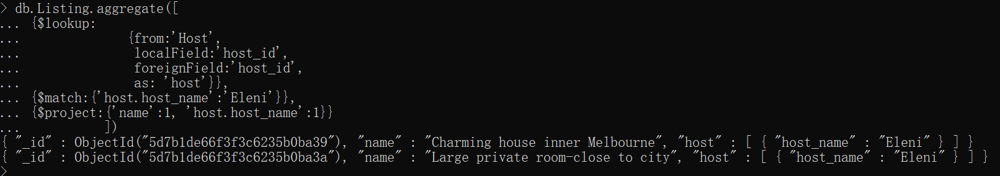 > db.Listing.aggregate([
... {$lookup:
...             {from:'Host',
...              localField:'host_id',
...              foreignField:'host_id',
...              as: 'host'}},
... {$match:{'host.host_name':'Eleni'}},
... {$project:{'name':1, 'host.host_name':1}}
...          ])
{ "_id" : ObjectId("5d7b1de66f3f3c6235b0ba39"), "name" : "Charming house inner Melbourne", "host" : [ { "host_name" : "Eleni" } ] }
{ "_id" : ObjectId("5d7b1de66f3f3c6235b0ba3a"), "name" : "Large private room-close to city", "host" : [ { "host_name" : "Eleni" } ] }
>